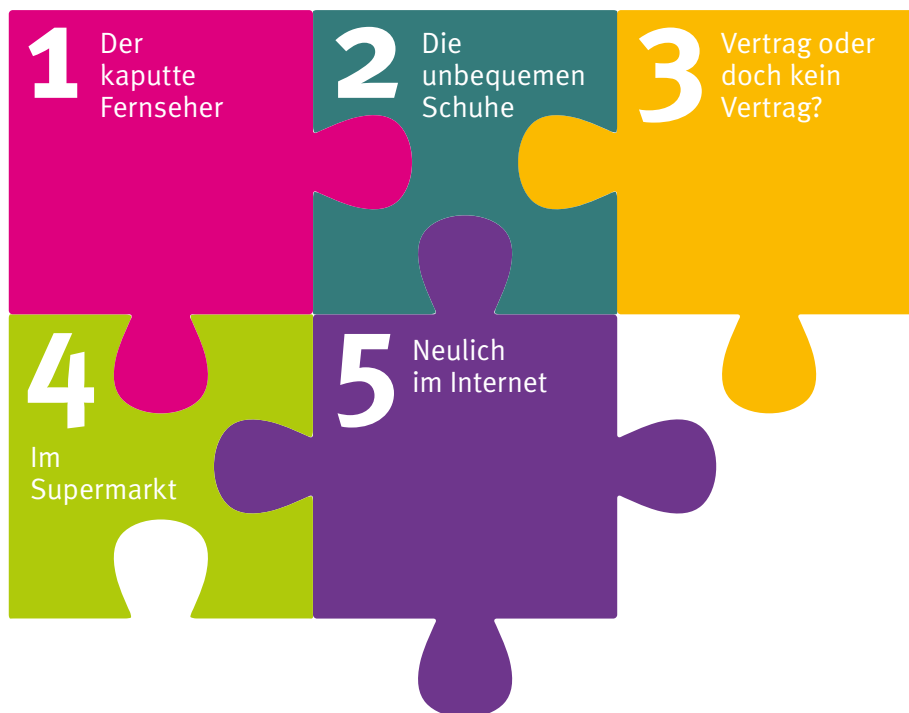 1 Der
kaputte
Fernseher
2 Die
unbequemen
Schuhe
3 Vertrag oder
doch kein
Vertrag?
4
Im
Supermarkt
5 Neulich
im Internet